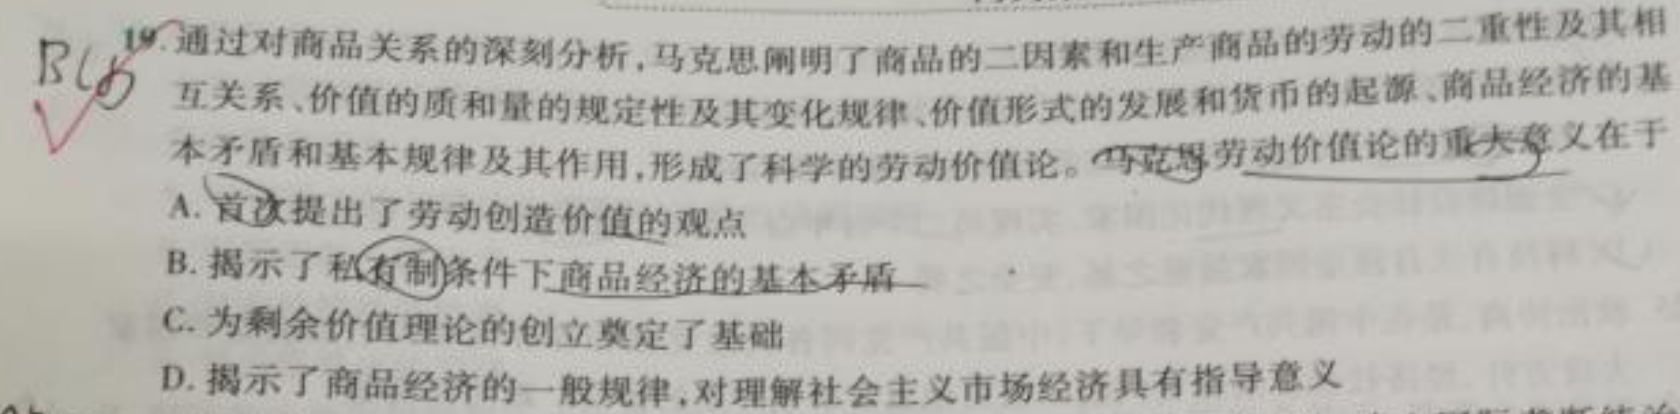 BCD
19.通过对商品关系的深刻分析,马克思阐明了商品的二因素和生产商品的劳动的二重性及其相
互关系、价值的质和量的规定性及其变化规律、价值形式的发展和货币的起源、商品经济的基
本矛盾和基本规律及其作用,形成了科学的劳动价值论。马克思劳动价值论的重大意义在于
A. 首次提出了劳动创造价值的观点
B. 揭示了私有制条件下商品经济的基本矛盾
C. 为剩余价值理论的创立奠定了基础
D. 揭示了商品经济的一般规律,对理解社会主义市场经济具有指导意义